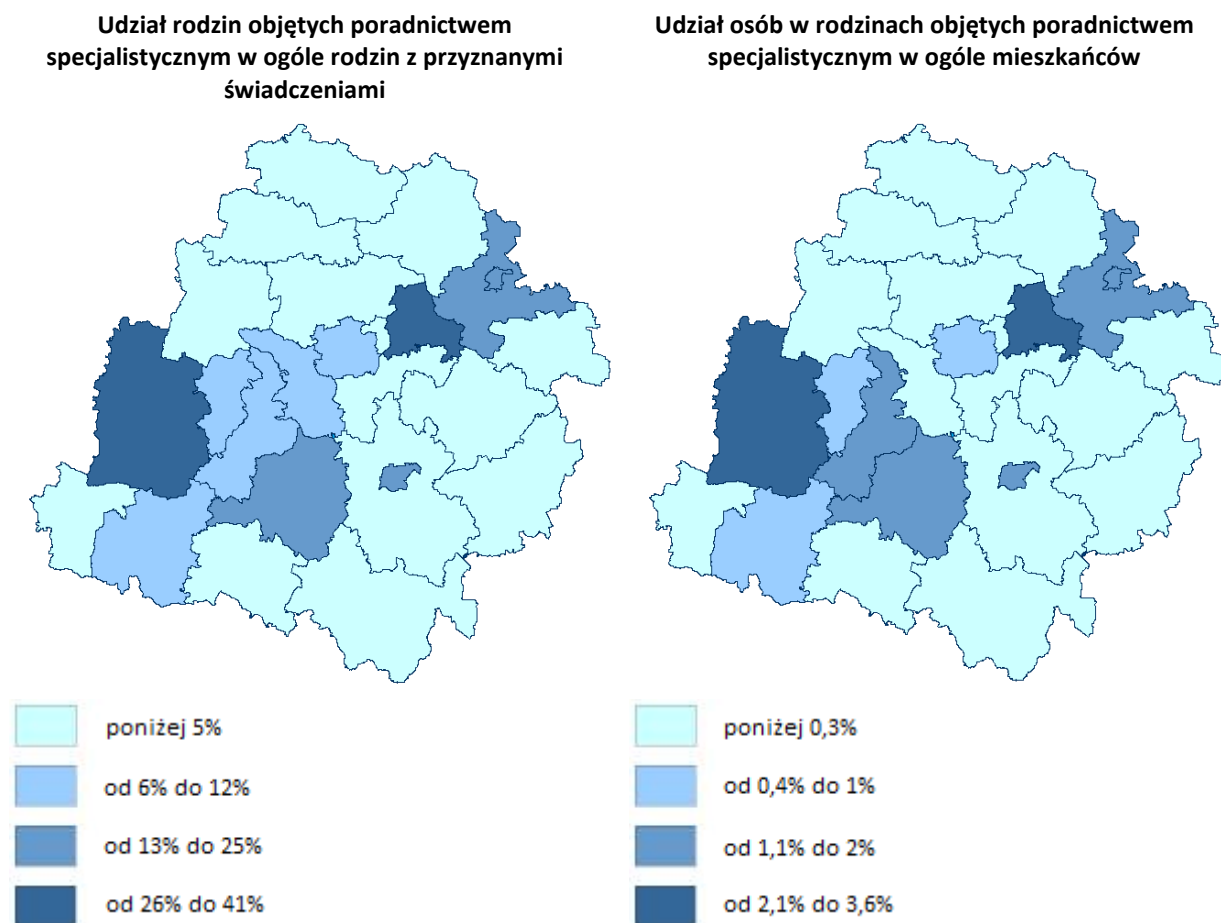 Udział rodzin objętych poradnictwem
specjalistycznym w ogóle rodzin z przyznanymi
świadczeniami
Udział osób w rodzinach objętych poradnictwem
specjalistycznym w ogóle mieszkańców
poniżej 5%
od 6% do 12%
od 13% do 25%
od 26% do 41%
poniżej 0,3%
od 0,4% do 1%
od 1,1% do 2%
od 2,1% do 3,6%